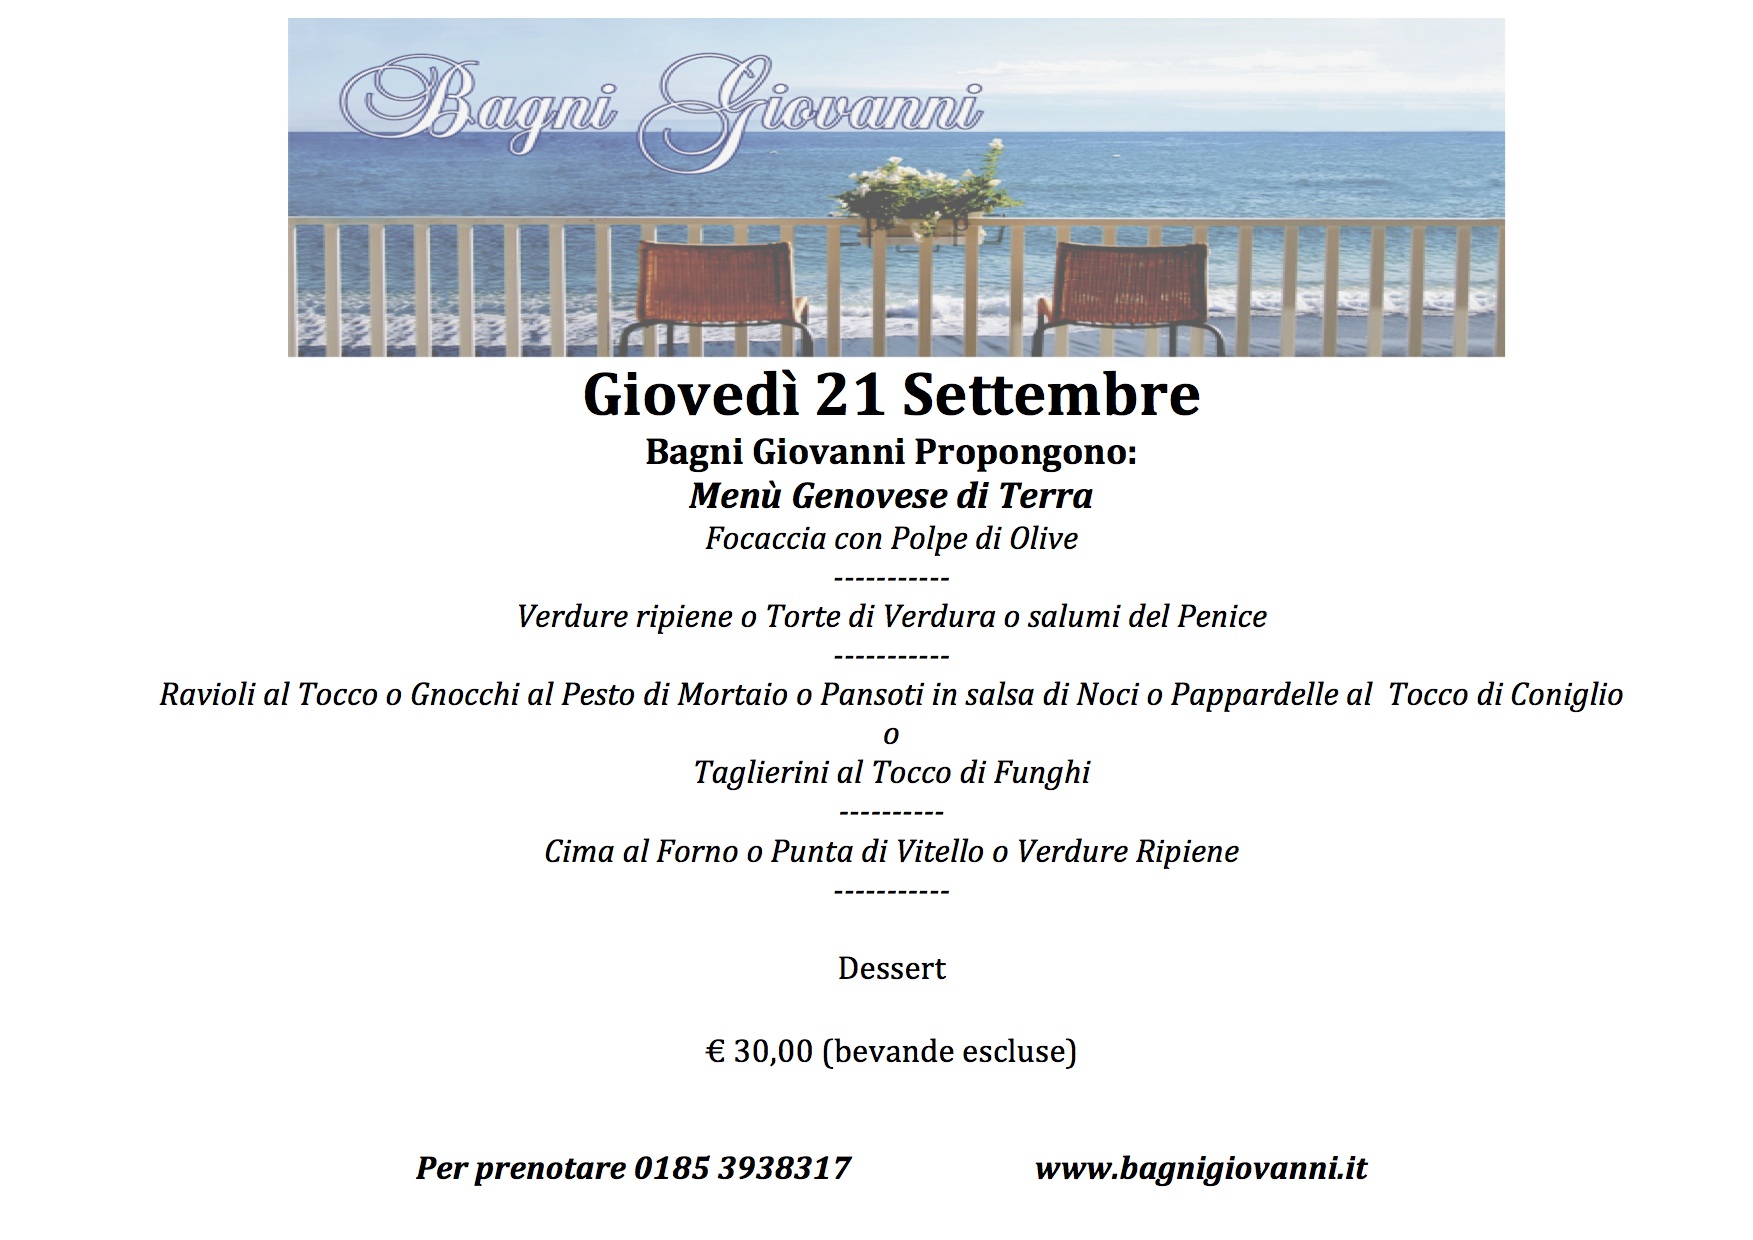 Bagni Giovanni
Giovedì 21 Settembre
Bagni Giovanni Propongono:
Menù Genovese di Terra
Focaccia con Polpe di Olive
-----------
Verdure ripiene o Torte di Verdura o salumi del Penice
-----------
Ravioli al Tocco o Gnocchi al Pesto di Mortaio o Pansoti in salsa di Noci o Pappardelle al  Tocco di Coniglio
o
Taglierini al Tocco di Funghi
----------
Cima al Forno o Punta di Vitello o Verdure Ripiene
-----------
Dessert
€ 30,00 (bevande escluse)
Per prenotare 0185 3938317 www.bagnigiovanni.it